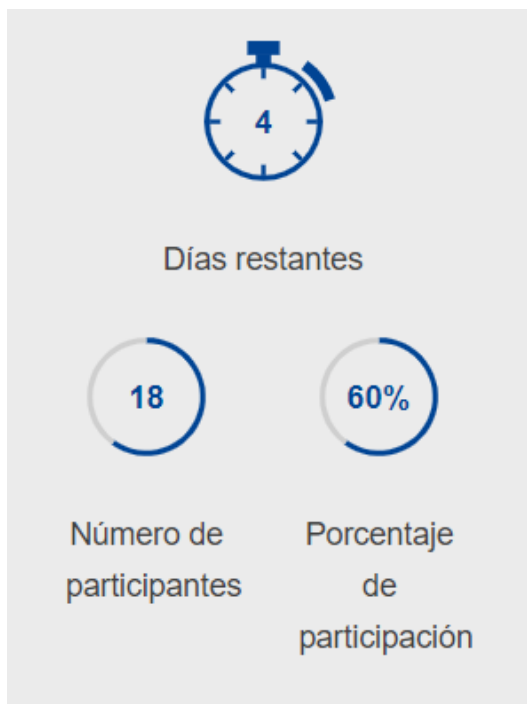 4
Días restantes
18
60%
Número de
participantes
Porcentaje
de
participación